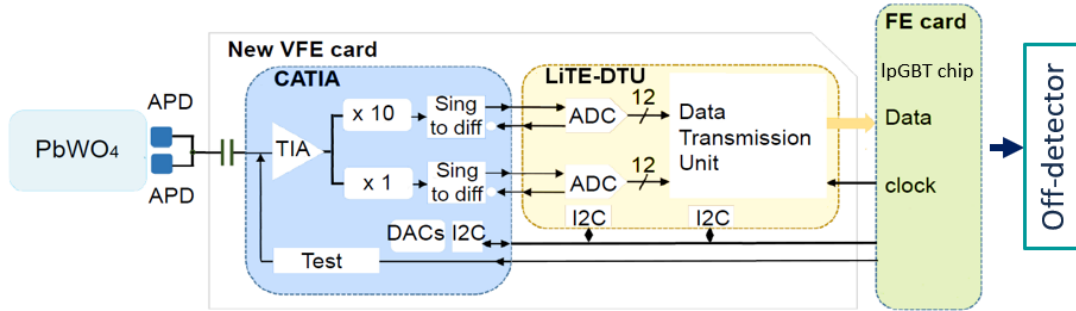 FE card
New VFE card
CATIA
LiTE-DTU
lpGBT chip
APD
PbWO4
APD
TIA
x 10
Sing
to diff
ADC
12
x 1
Sing
to diff
ADC
12
Data
Transmission
Unit
Data
clock
Off-detector
DACs
I2C
I2C
I2C
Test